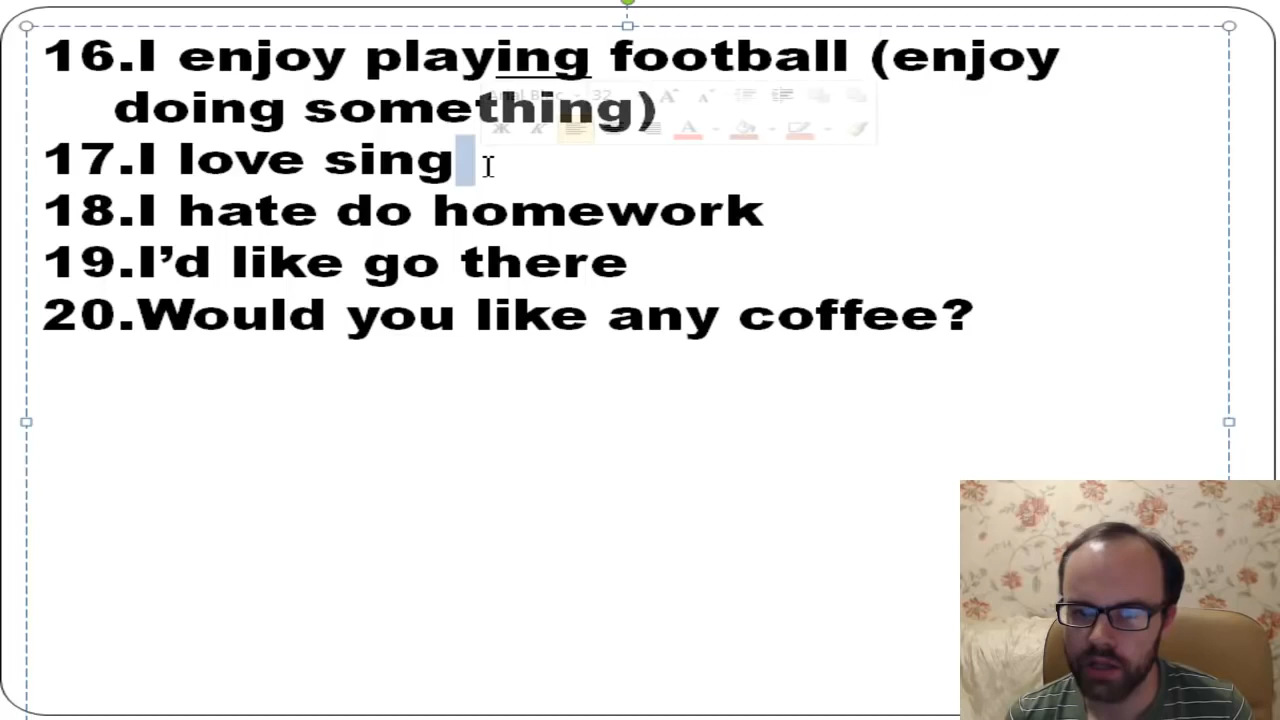 16.I enjoy playing football (enjoy
doing something)
17.I love sing
18.I hate do homework
19.I’d like go there
20.Would you like any coffee?